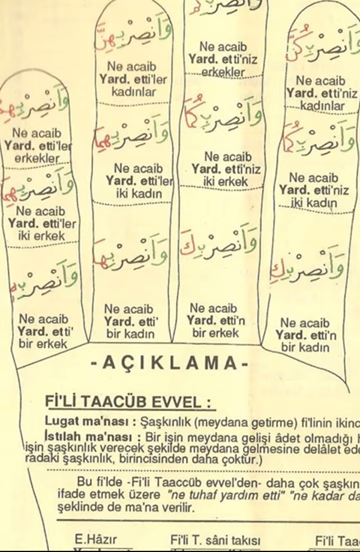 وَأَنْصِرْ بِهِنَّ
Ne acaib
Yard. etti'ler
kadınlar
وَأَنْصِرْ
Ne acaib
Yard. etti'niz
erkekler
وَأَنْصِرْ بِكُنَّ
Ne acaib
Yard. etti'niz
kadınlar
وَأَنْصِرْ بِهِمْ
Ne acaib
Yard. etti'ler
erkekler
وَأَنْصِرْ بِهِمَا
Ne acaib
Yard. etti'ler
iki kadın
وَأَنْصِرْ بِكُمَا
Ne acaib
Yard. etti'niz
iki erkek
وَأَنْصِرْ بِكُمَا
Ne acaib
Yard. etti'niz
iki kadın
وَأَنْصِرْ بِهِمَا
Ne acaib
Yard. etti'ler
iki erkek
وَأَنْصِرْ بِهِ
Ne acaib
Yard. etti'
bir erkek
وَأَنْصِرْ بِهَا
Ne acaib
Yard. etti'
bir kadın
وَأَنْصِرْ بِكَ
Ne acaib
Yard. etti'n
bir erkek
وَأَنْصِرْ بِكِ
Ne acaib
Yard. etti'n
bir kadın
- AÇIKLAMA -
Fİ'Lİ TAACÜB EVVEL :
Lugat ma'nası : Şaşkınlık (meydana getirme) fi'linin ikinc
İstılah ma'nası : Bir işin meydana gelişi âdet olmadığı
işin şaşkınlık verecek şekilde meydana gelmesine delâlet ede
radaki şaşkınlık, birincisinden daha çoktur.)
Bu fi'lde -Fi'li Taaccüb evvel'den- daha çok şaşkın
ifade etmek üzere "ne tuhaf yardım etti" "ne kadar da
şeklinde de ma'na verilir.
E.Hâzır Fi'li T. sâni takısı Fi'li Taa